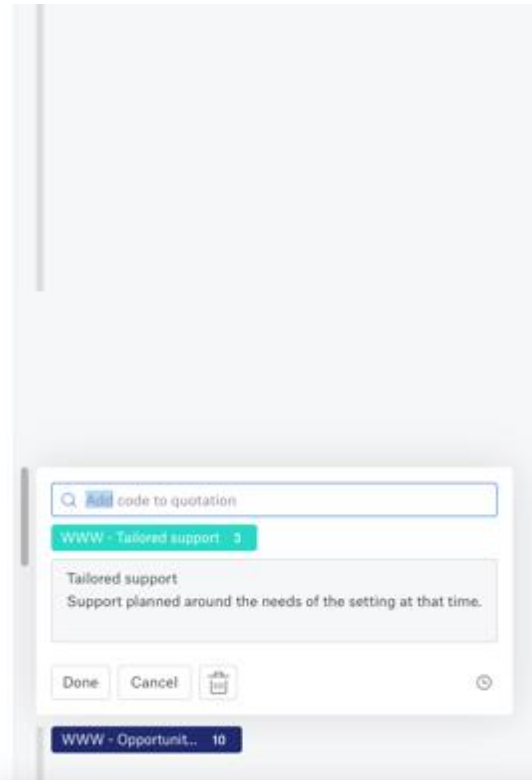 Add code to quotation
WWW - Tailored support 3
Tailored support
Support planned around the needs of the setting at that time.
Done Cancel
WWW - Opportunit... 10